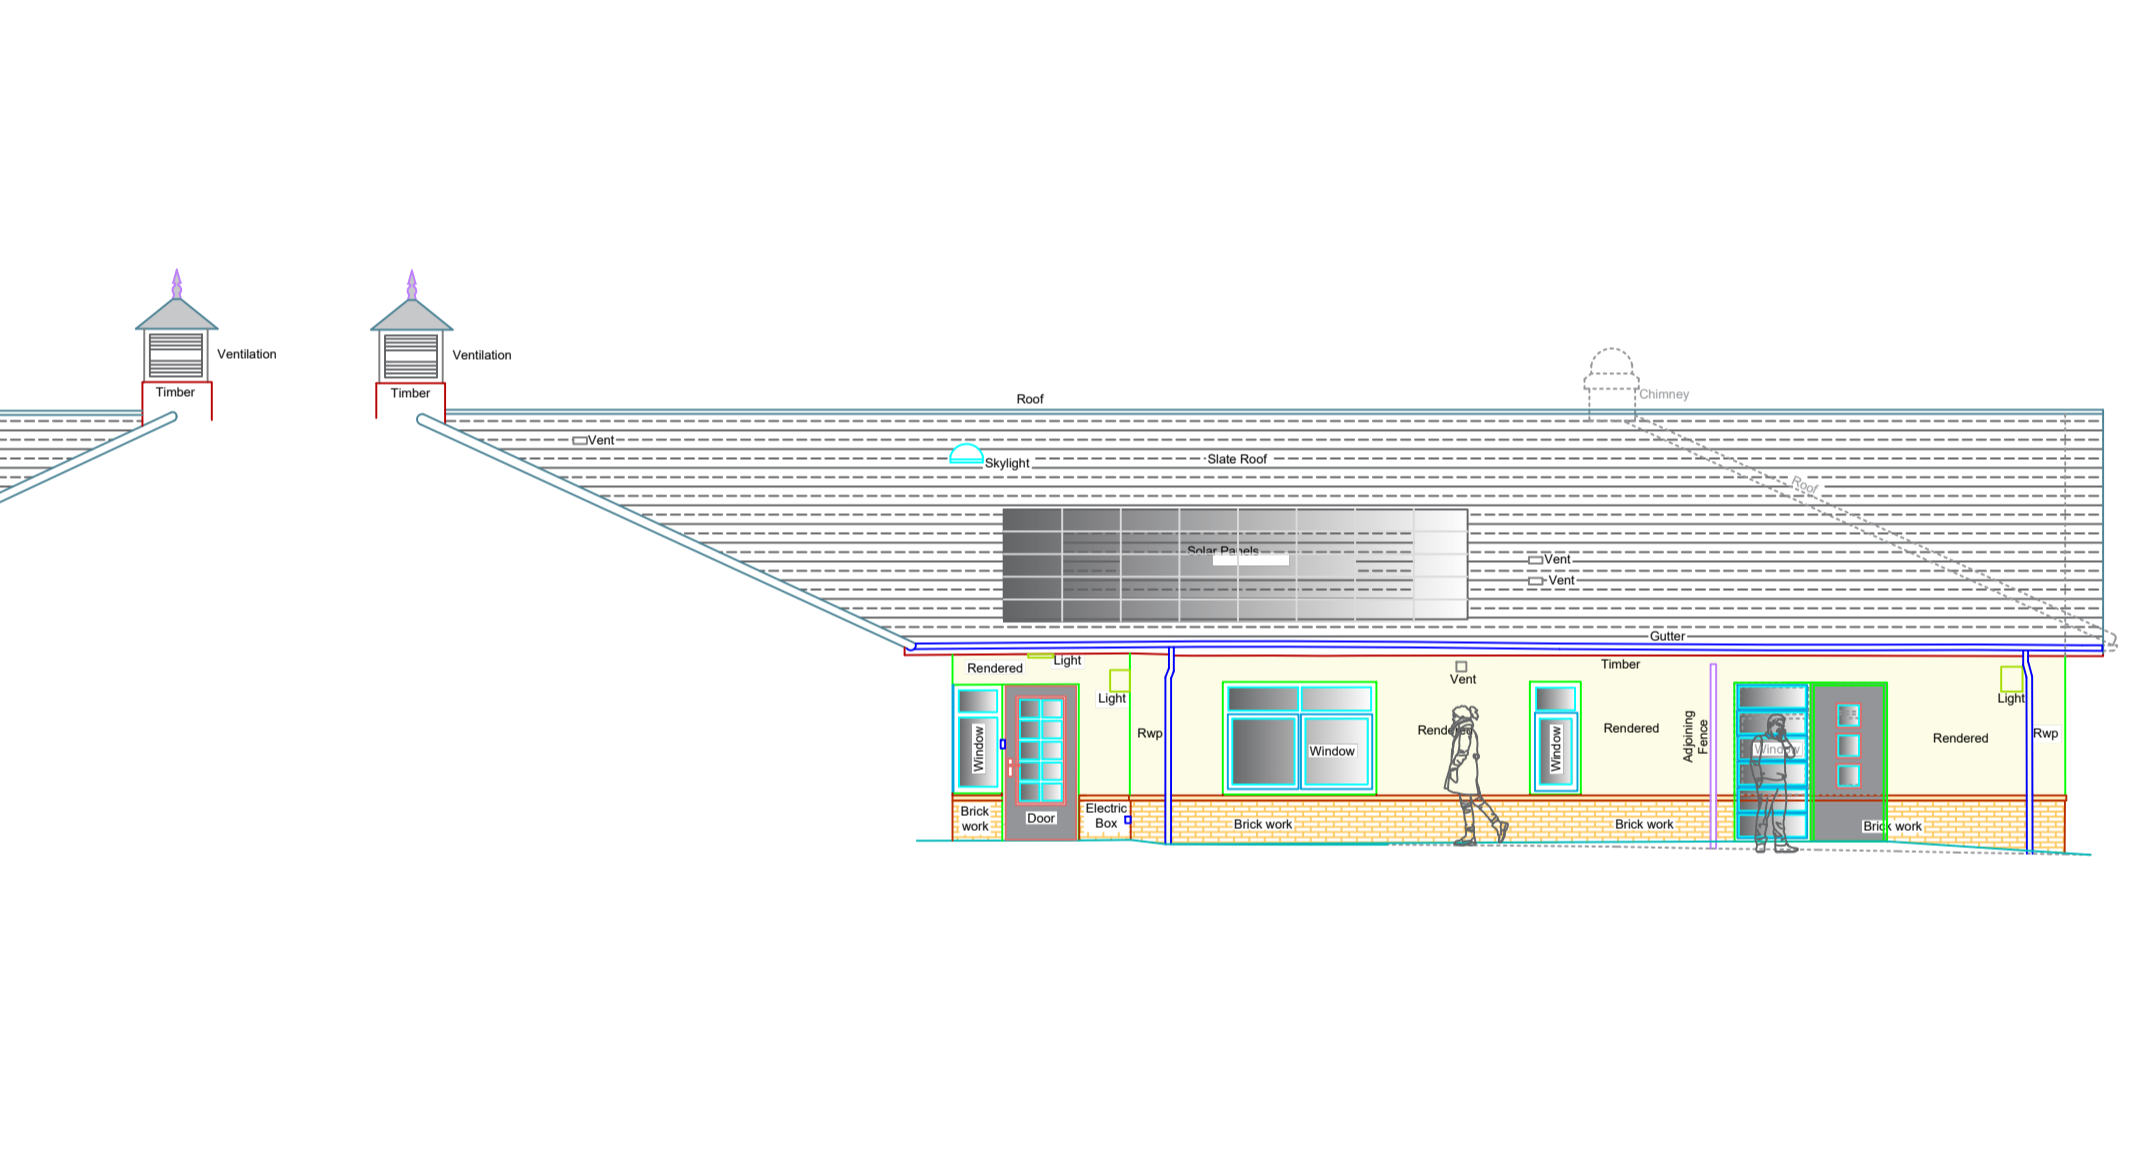 Ventilation
Ventilation
Timber
Timber
Roof
Chimney
Vent
Skylight
Slate Roof
Roof
Solar Panels
Vent
Vent
Gutter
Rendered
Light
Timber
Vent
Light
Light
Window
Rwp
Window
Rendered
Window
Rendered
Adjoining
Fence
Window
Rendered
Rwp
Brick
work
Door
Electric
Box
Brick work
Brick work
Brick work